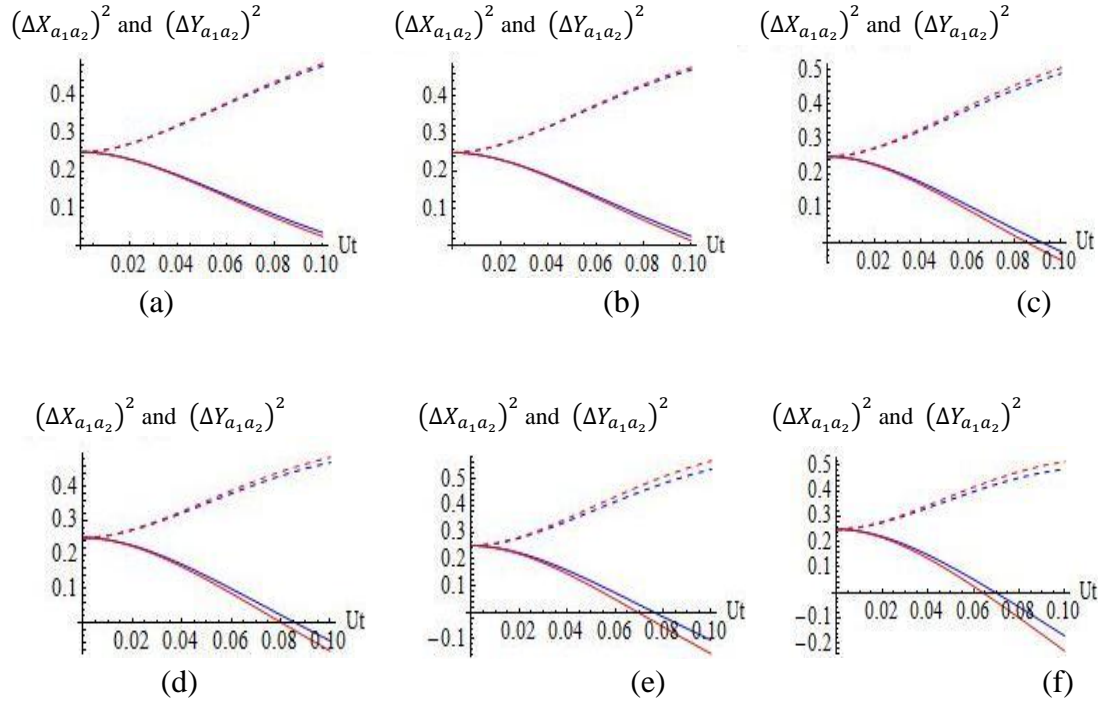 (ΔX_{a₁a₂})² and (ΔY_{a₁a₂})² (ΔX_{a₁a₂})² and (ΔY_{a₁a₂})² (ΔX_{a₁a₂})² and (ΔY_{a₁a₂})²
0.4 0.4 0.5
0.4
0.3 0.3 0.3
0.2 0.2 0.2
0.1 0.1 0.1
Ut Ut Ut
0.02 0.04 0.06 0.08 0.10 0.02 0.04 0.06 0.08 0.10 0.02 0.04 0.06 0.08 0.10
(a) (b) (c)
(ΔX_{a₁a₂})² and (ΔY_{a₁a₂})² (ΔX_{a₁a₂})² and (ΔY_{a₁a₂})² (ΔX_{a₁a₂})² and (ΔY_{a₁a₂})²
0.4 0.5 0.5
0.4 0.4
0.3 0.3 0.3
0.2 0.2 0.2
0.1 0.1 0.1
Ut Ut Ut
0.02 0.04 0.06 0.08 0.10 0.02 0.04 0.06 0.08 0.10 0.02 0.04 0.06 0.08 0.10
−0.1 −0.1
−0.2
(d) (e) (f)